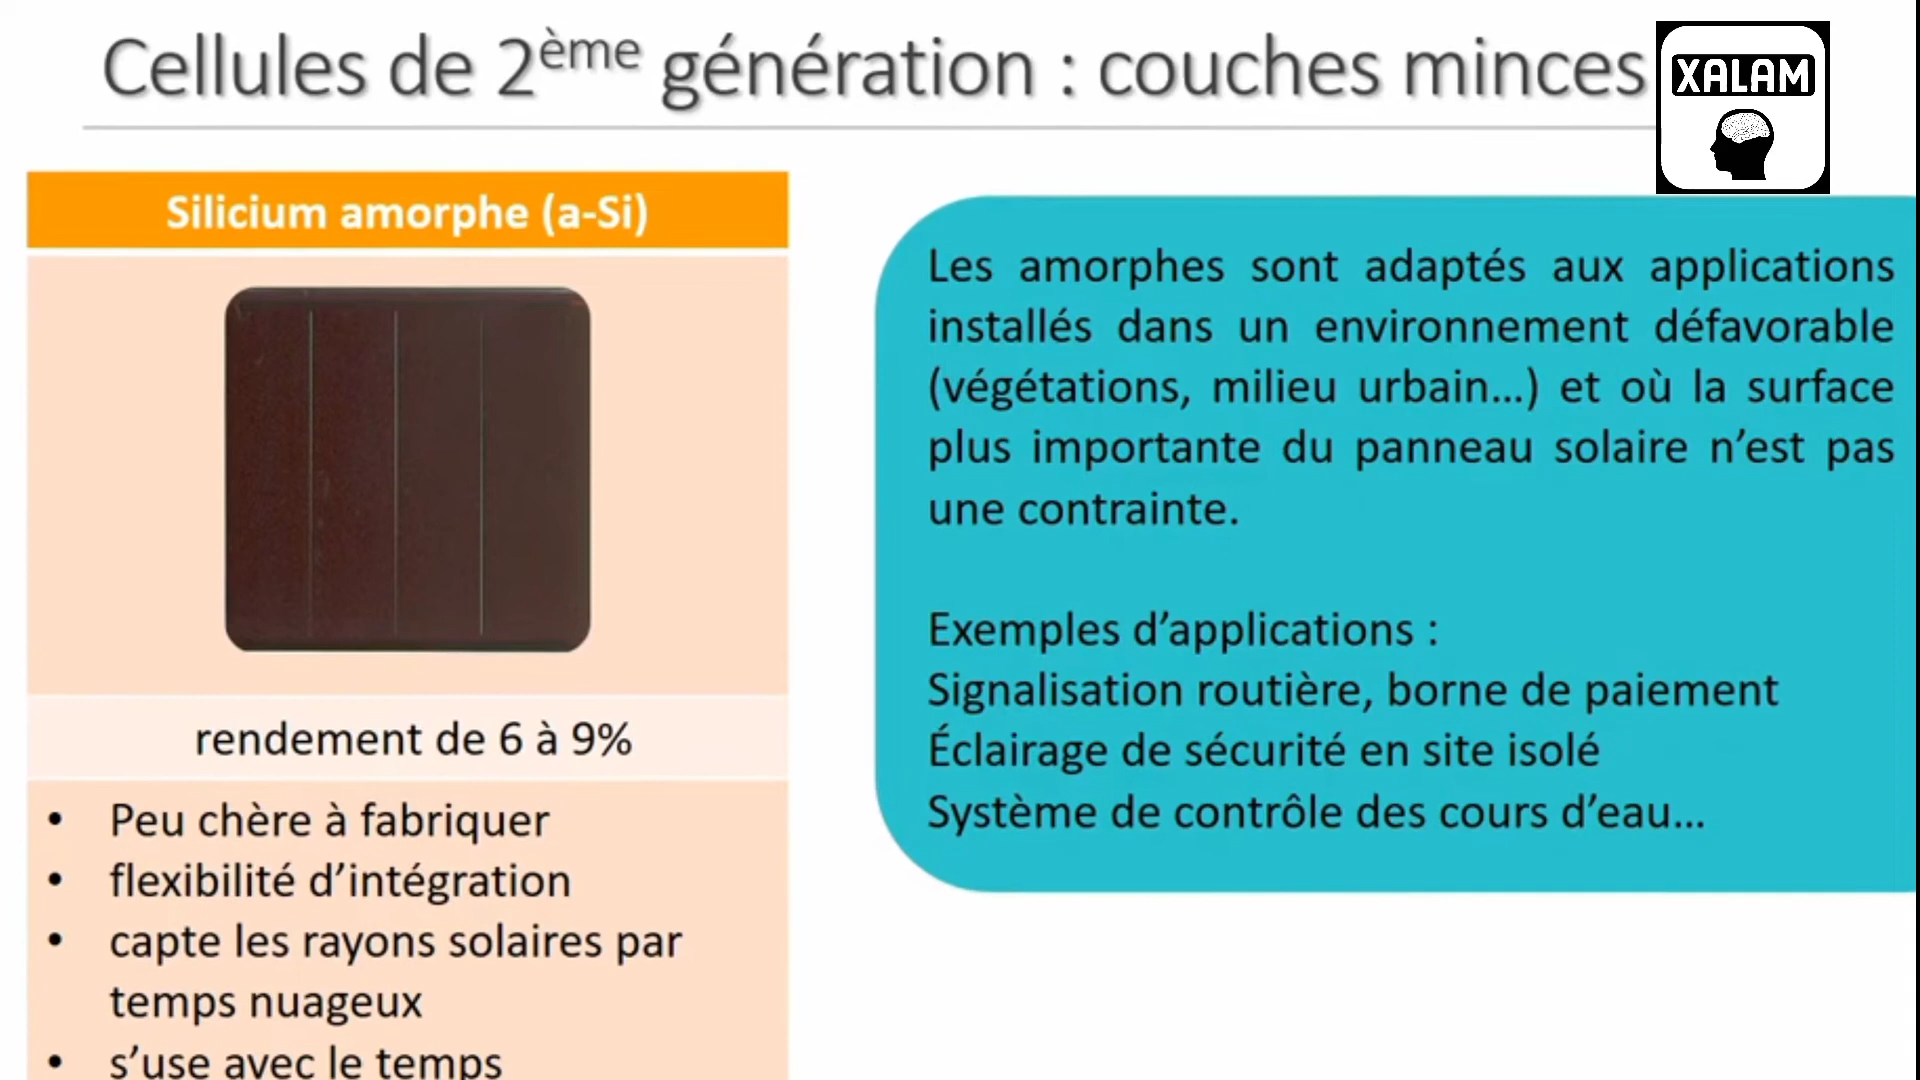 Cellules de 2ème génération : couches minces
XALAM
Silicium amorphe (a-Si)
rendement de 6 à 9%
• Peu chère à fabriquer
• flexibilité d’intégration
• capte les rayons solaires par
temps nuageux
• s’use avec le temps
Les amorphes sont adaptés aux applications
installés dans un environnement défavorable
(végétations, milieu urbain...) et où la surface
plus importante du panneau solaire n’est pas
une contrainte.
Exemples d’applications :
Signalisation routière, borne de paiement
Éclairage de sécurité en site isolé
Système de contrôle des cours d’eau...